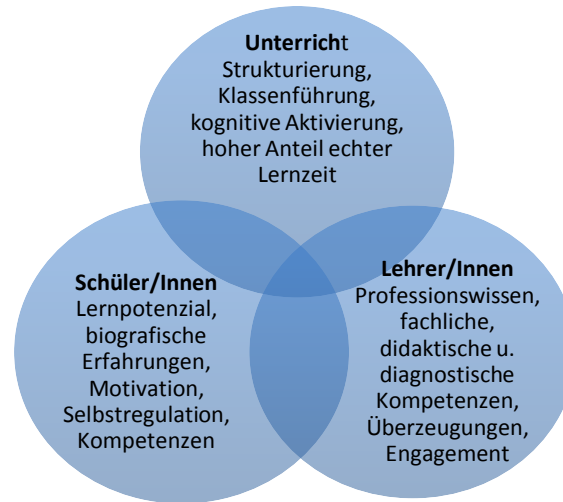 Unterricht
Strukturierung,
Klassenführung,
kognitive Aktivierung,
hoher Anteil echter
Lernzeit
Schüler/Innen
Lernpotenzial,
biografische
Erfahrungen,
Motivation,
Selbstregulation,
Kompetenzen
Lehrer/Innen
Professionswissen,
fachliche,
didaktische u.
diagnostische
Kompetenzen,
Überzeugungen,
Engagement